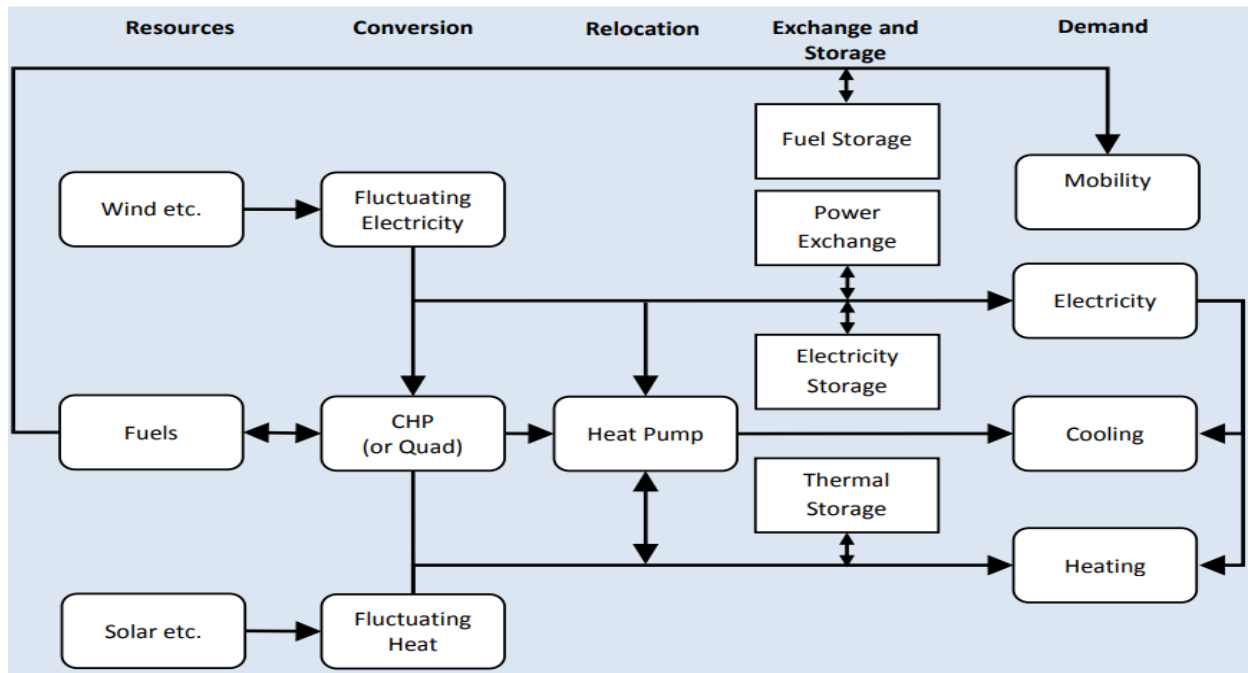 Resources
Conversion
Relocation
Exchange and
Storage
Demand
Fuel Storage
Mobility
Wind etc.
Fluctuating
Electricity
Power
Exchange
Electricity
Electricity
Storage
Fuels
CHP
(or Quad)
Heat Pump
Cooling
Thermal
Storage
Heating
Solar etc.
Fluctuating
Heat